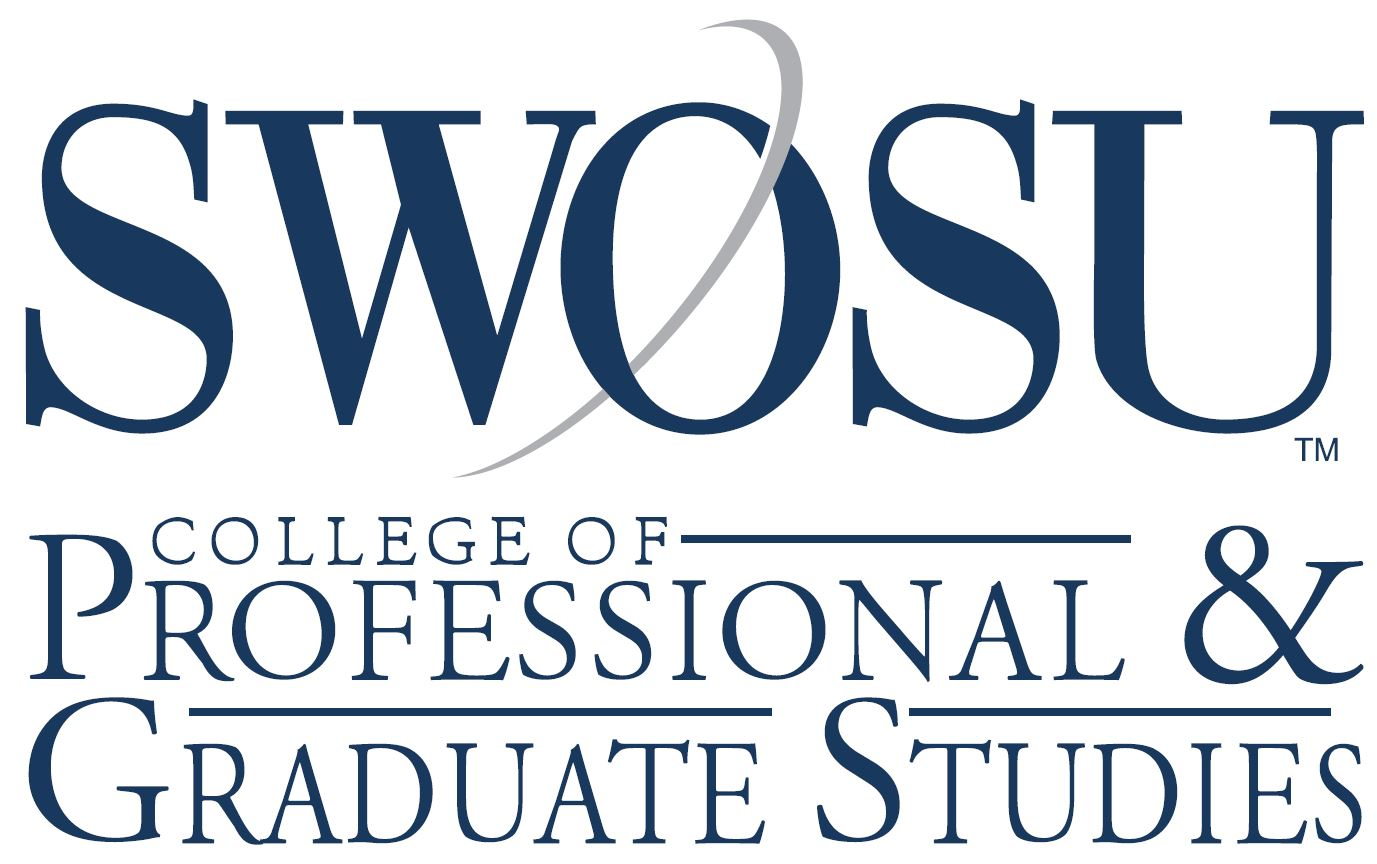 SWOSU
TM
COLLEGE OF
PROFESSIONAL &
GRADUATE STUDIES